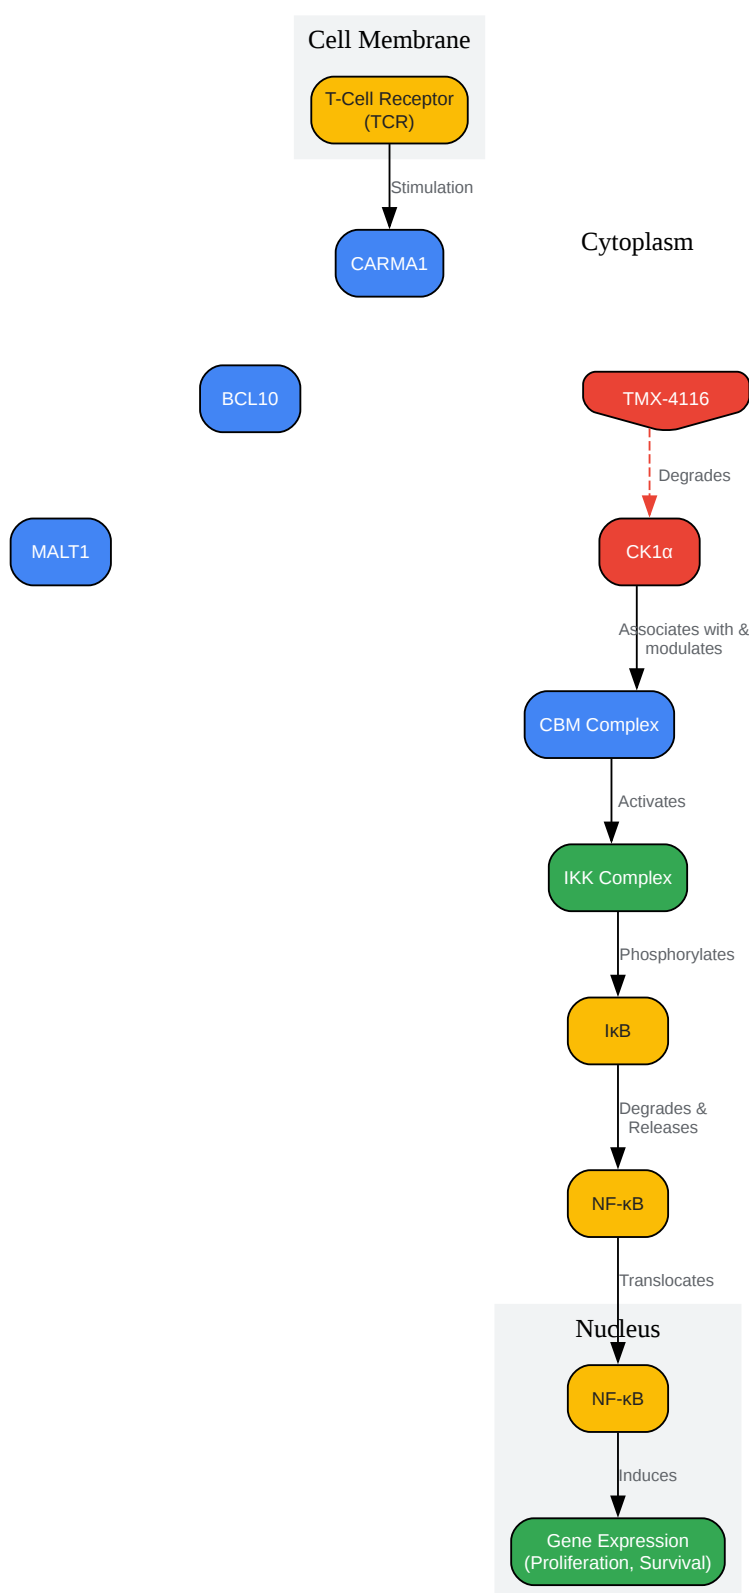 Cell Membrane
T-Cell Receptor
(TCR)
Stimulation
CARMA1
Cytoplasm
BCL10
TMX-4116
Degrades
MALT1
CK1α
Associates with &
modulates
CBM Complex
Activates
IKK Complex
Phosphorylates
IκB
Degrades &
Releases
NF-κB
Translocates
Nucleus
NF-κB
Induces
Gene Expression
(Proliferation, Survival)